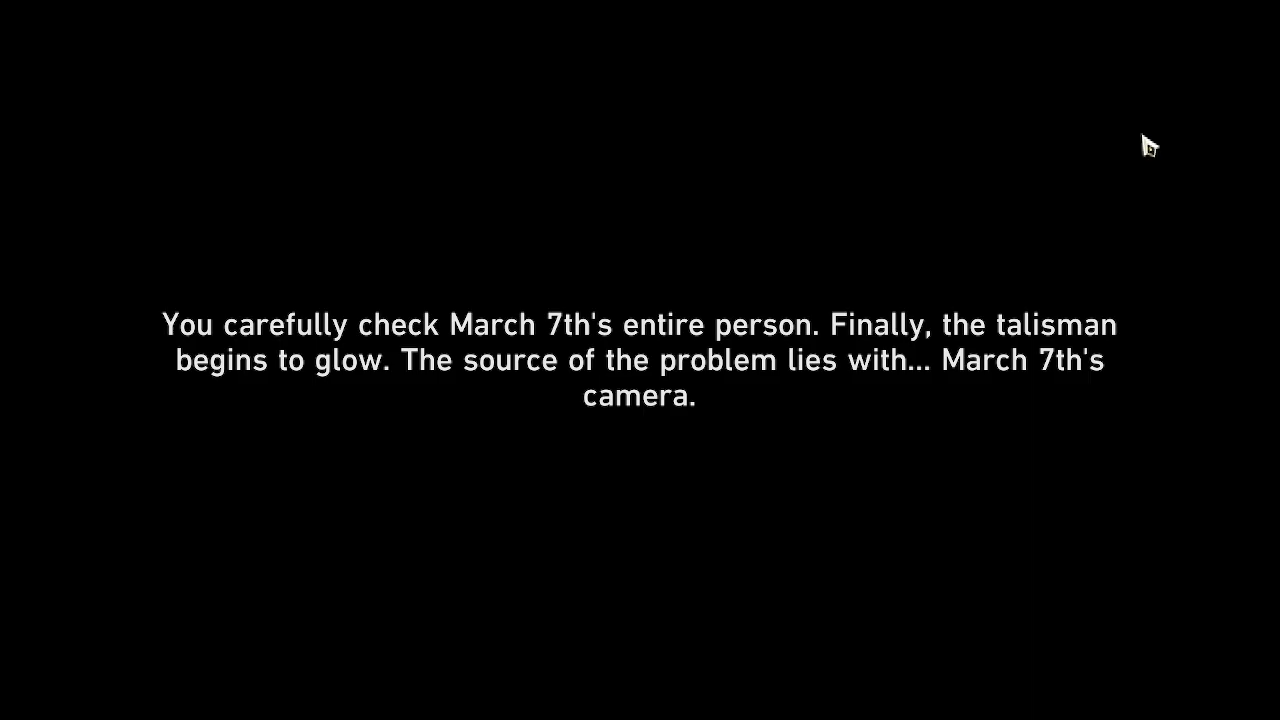 You carefully check March 7th's entire person. Finally, the talisman
begins to glow. The source of the problem lies with... March 7th's
camera.